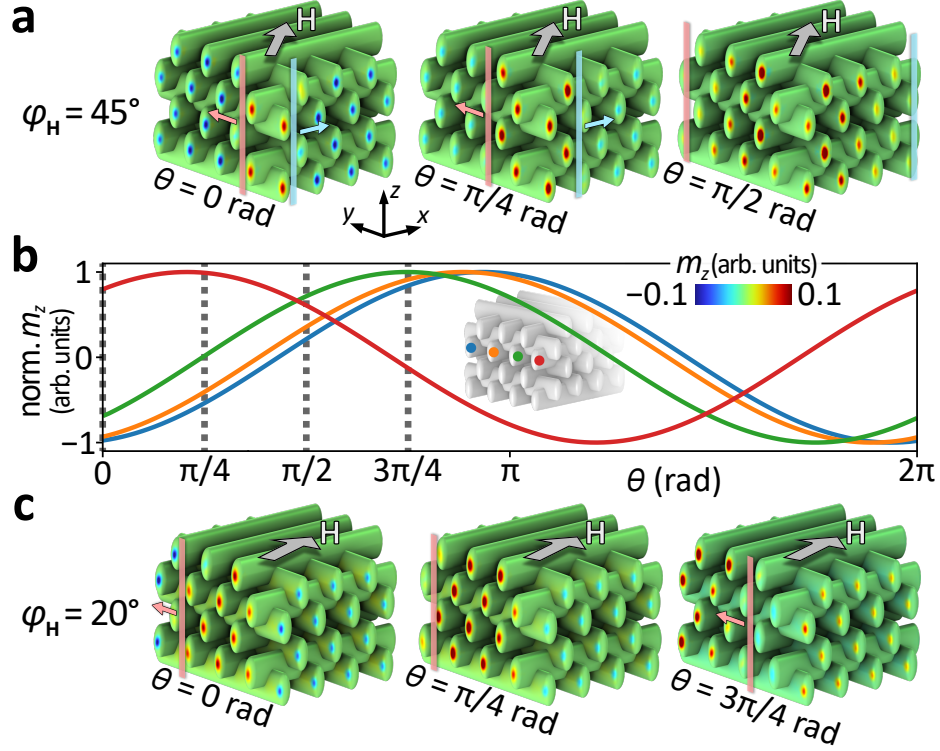 a
H
H
H
φH = 45°
θ = 0 rad
θ = π/4 rad
θ = π/2 rad
z
y
x
b
mz (arb. units)
−0.1
0.1
norm. mz
(arb. units)
1
0
−1
0
π/4
π/2
3π/4
π
θ (rad)
2π
c
H
H
H
φH = 20°
θ = 0 rad
θ = π/4 rad
θ = 3π/4 rad